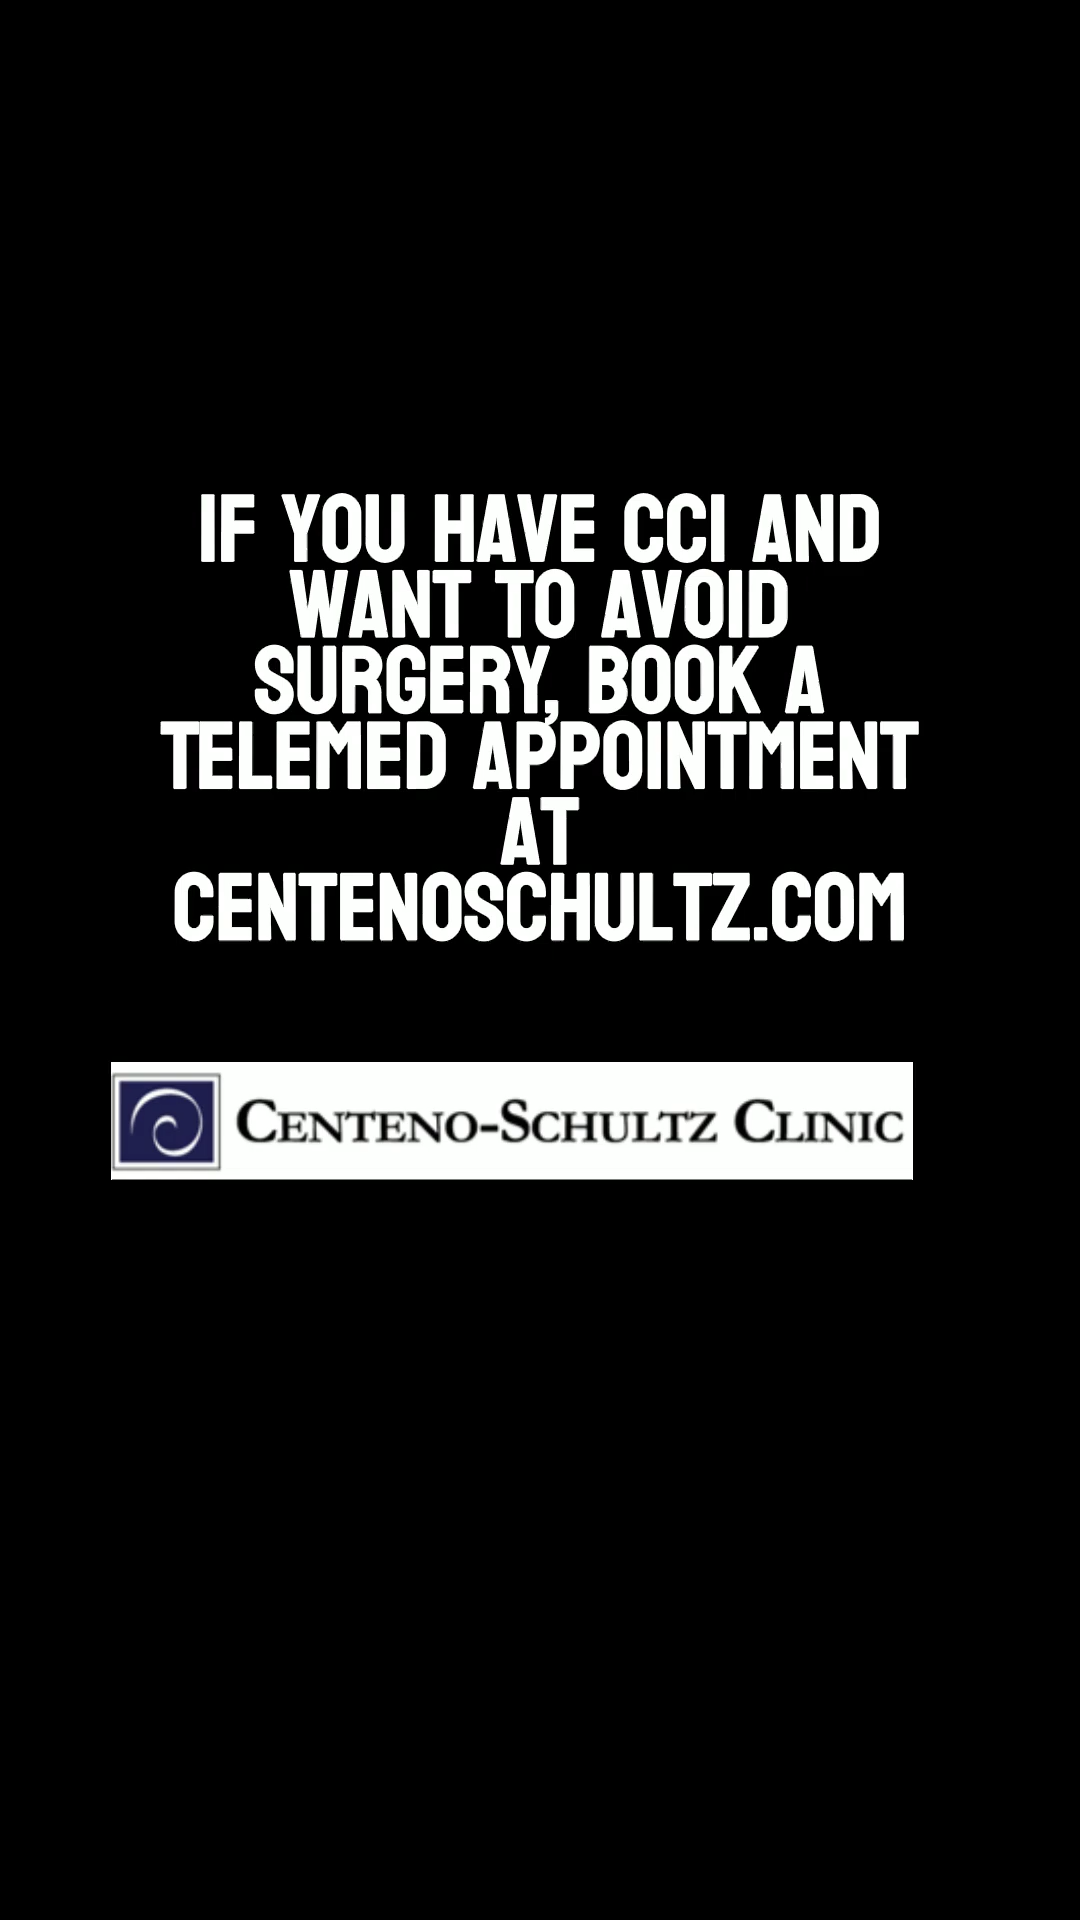 IF YOU HAVE CCI AND
WANT TO AVOID
SURGERY, BOOK A
TELEMED APPOINTMENT
AT
CENTENOSCHULTZ.COM
CENTENO-SCHULTZ CLINIC